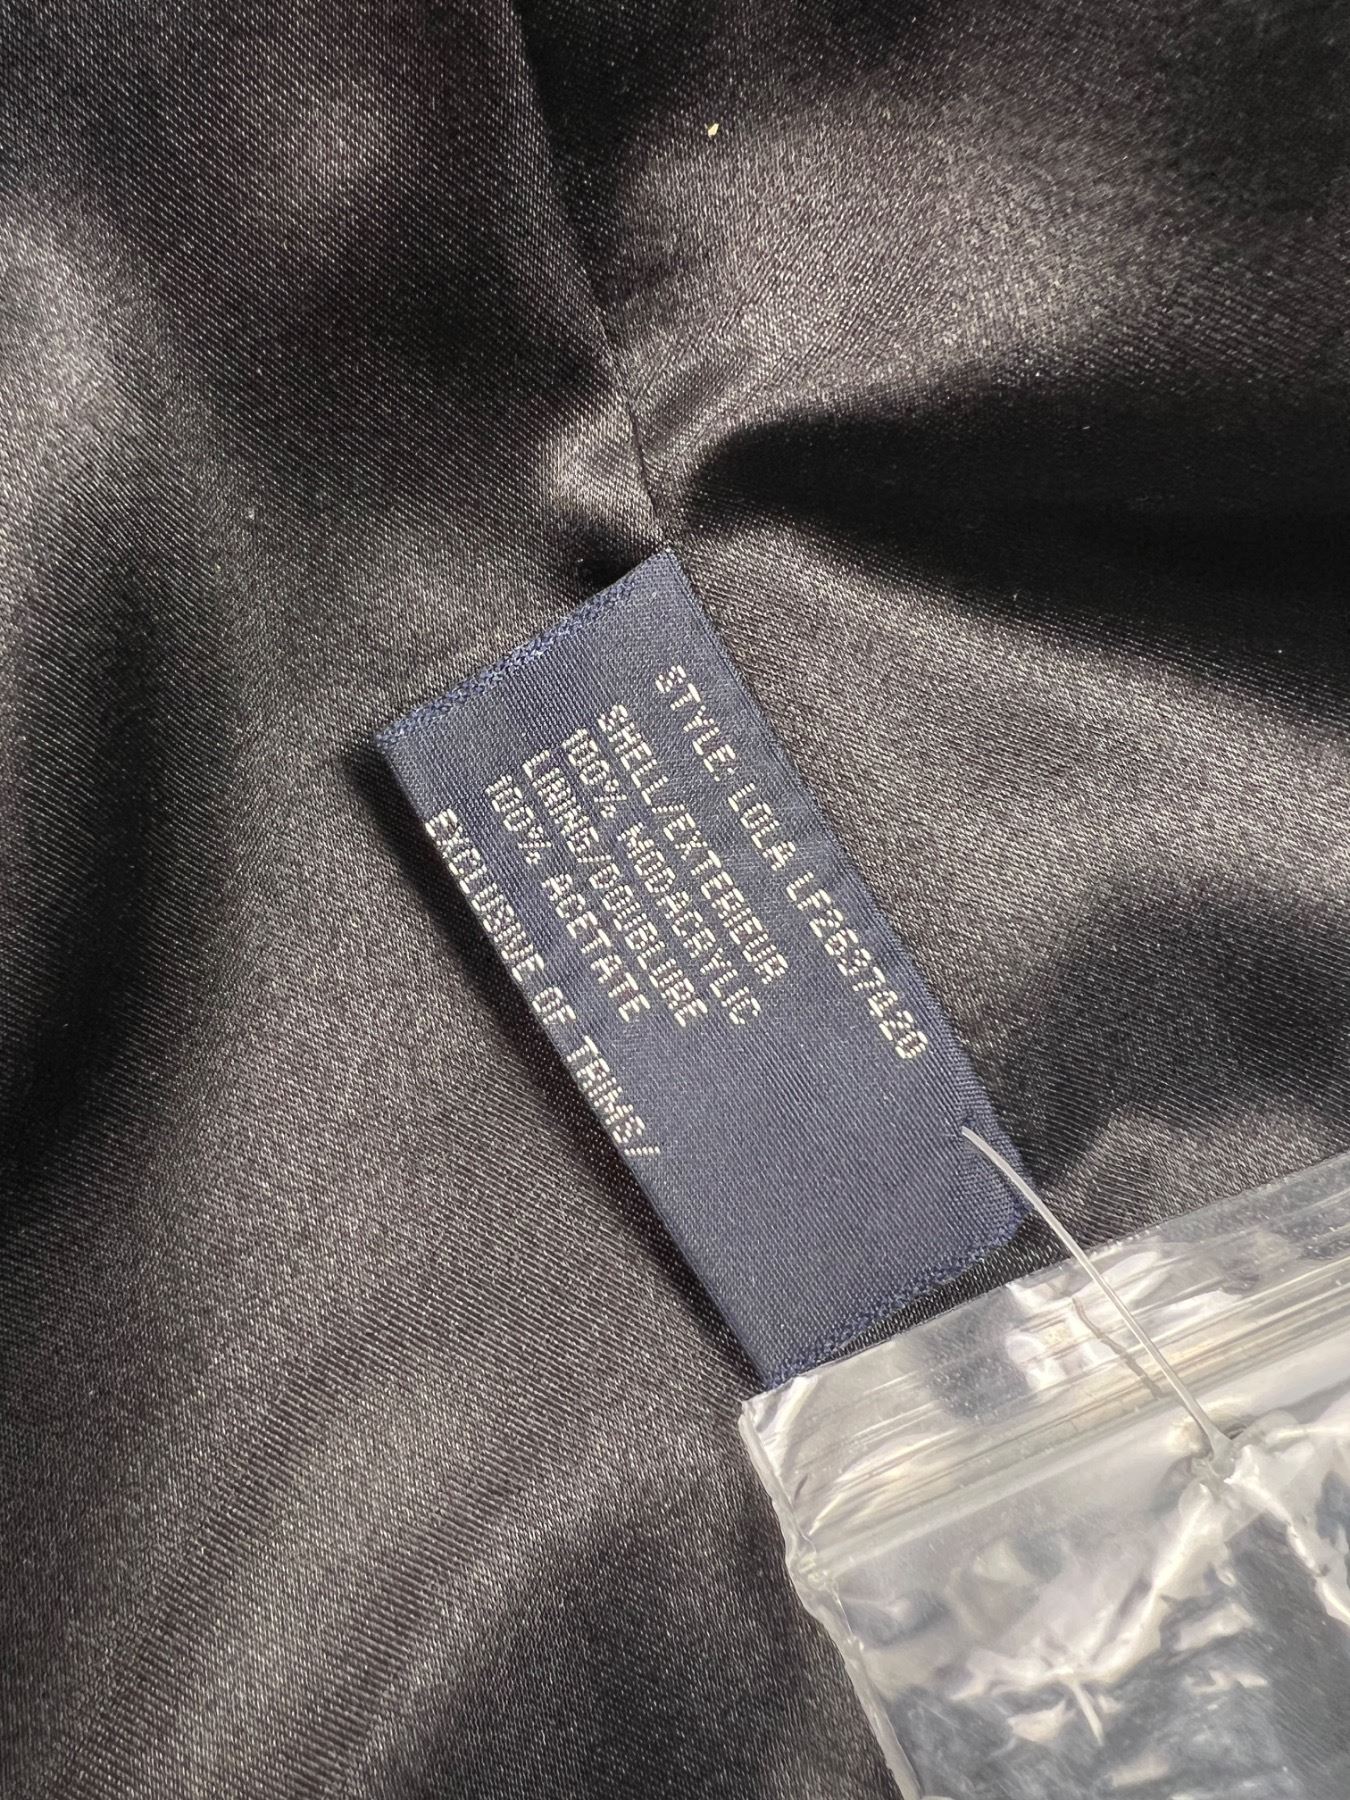 STYLE: LOLA LF2637420
SHELL/EXTERIEUR
100% MODACRYLIC
LINING/DOUBLURE
100% ACETATE
EXCLUSIVE OF TRIMS/